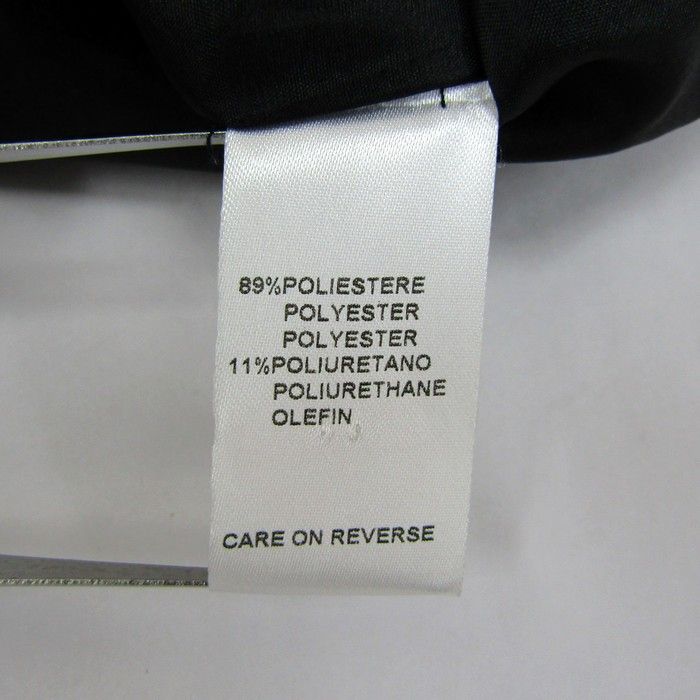 89%POLIESTERE
POLYESTER
POLYESTER
11%POLIURETANO
POLIURETHANE
OLEFIN
CARE ON REVERSE